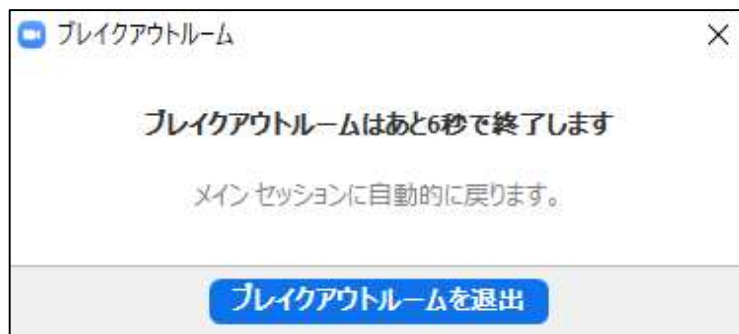 ブレイクアウトルーム
ブレイクアウトルームはあと6秒で終了します
メイン セッションに自動的に戻ります。
ブレイクアウトルームを退出